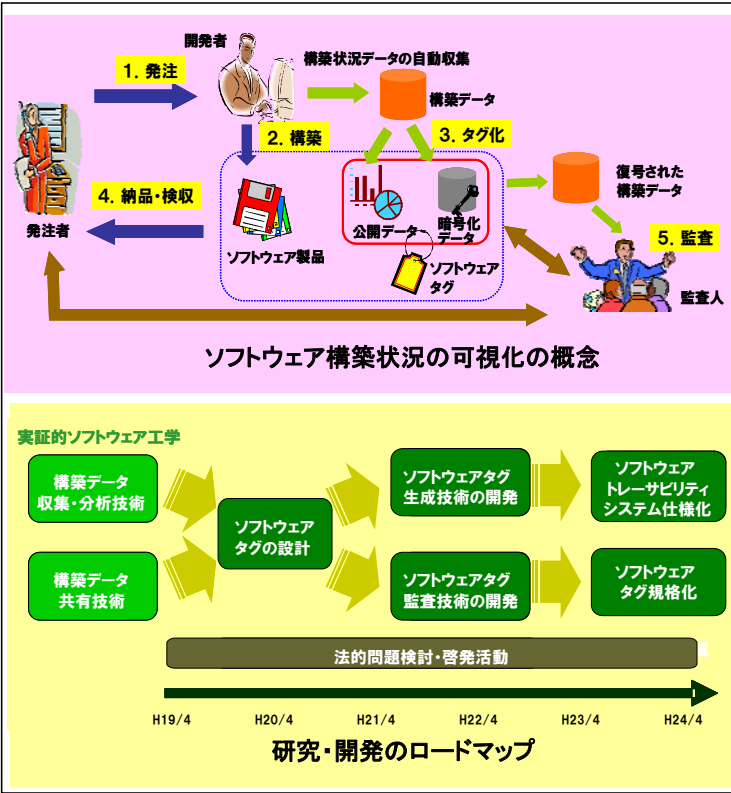 開発者
構築状況データの自動収集
1. 発注
構築データ
2. 構築
3. タグ化
復号された
構築データ
4. 納品・検収
発注者
ソフトウェア製品
公開データ
暗号化
データ
ソフトウェア
タグ
5. 監査
監査人
ソフトウェア構築状況の可視化の概念
実証的ソフトウェア工学
構築データ
収集・分析技術
構築データ
共有技術
ソフトウェア
タグの設計
ソフトウェアタグ
生成技術の開発
ソフトウェアタグ
監査技術の開発
ソフトウェア
トレーサビリティ
システム仕様化
ソフトウェア
タグ規格化
法的問題検討・啓発活動
H19/4
H20/4
H21/4
H22/4
H23/4
H24/4
研究・開発のロードマップ